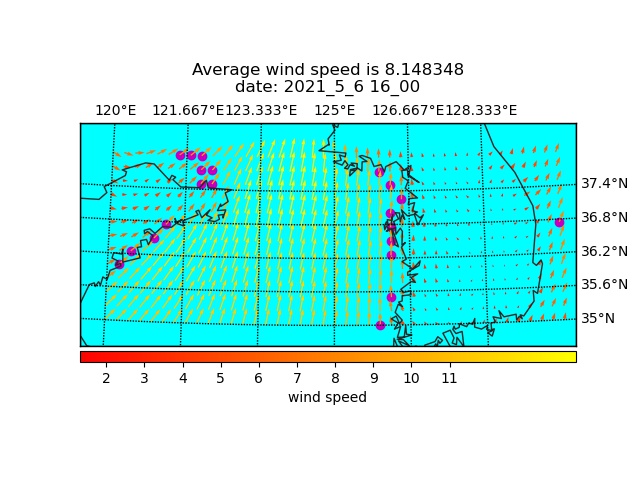 Average wind speed is 8.148348
date: 2021_5_6 16_00
120°E 121.667°E 123.333°E 125°E 126.667°E 128.333°E
37.4°N
36.8°N
36.2°N
35.6°N
35°N
2 3 4 5 6 7 8 9 10 11
wind speed